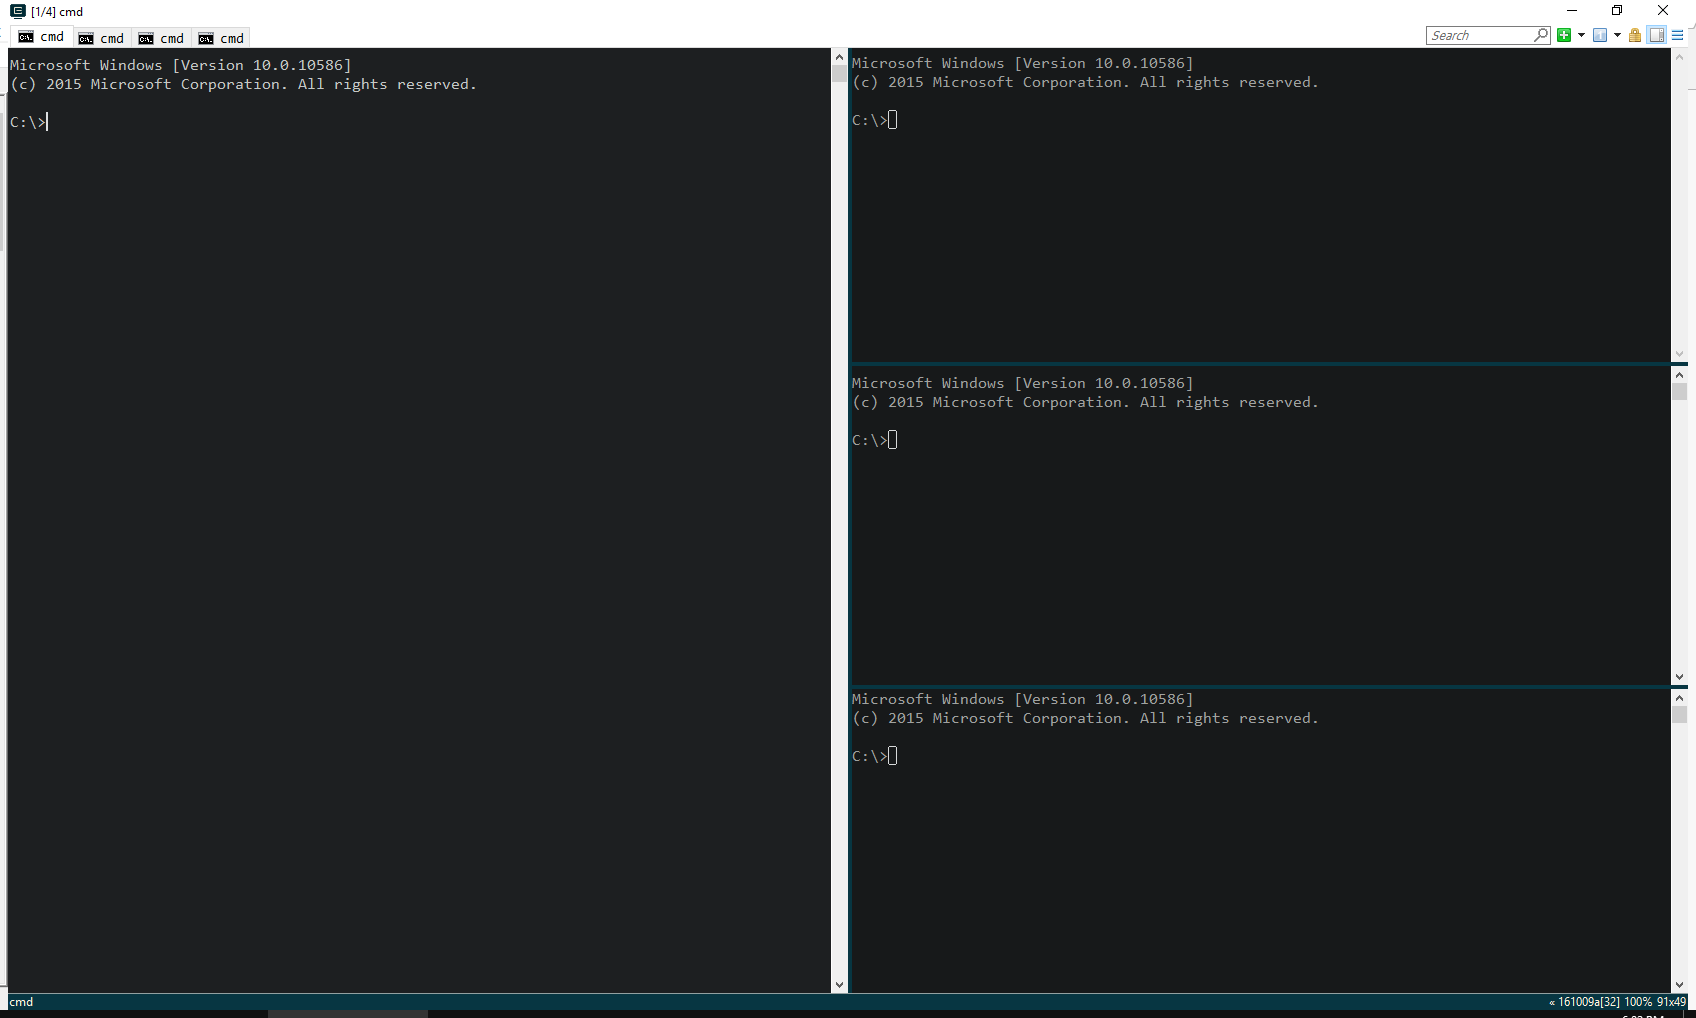 [1/4] cmd
cmd cmd cmd cmd
Search
Microsoft Windows [Version 10.0.10586]
(c) 2015 Microsoft Corporation. All rights reserved.
C:\>
Microsoft Windows [Version 10.0.10586]
(c) 2015 Microsoft Corporation. All rights reserved.
C:\>
Microsoft Windows [Version 10.0.10586]
(c) 2015 Microsoft Corporation. All rights reserved.
C:\>
Microsoft Windows [Version 10.0.10586]
(c) 2015 Microsoft Corporation. All rights reserved.
C:\>
cmd
« 161009a[32] 100% 91x49